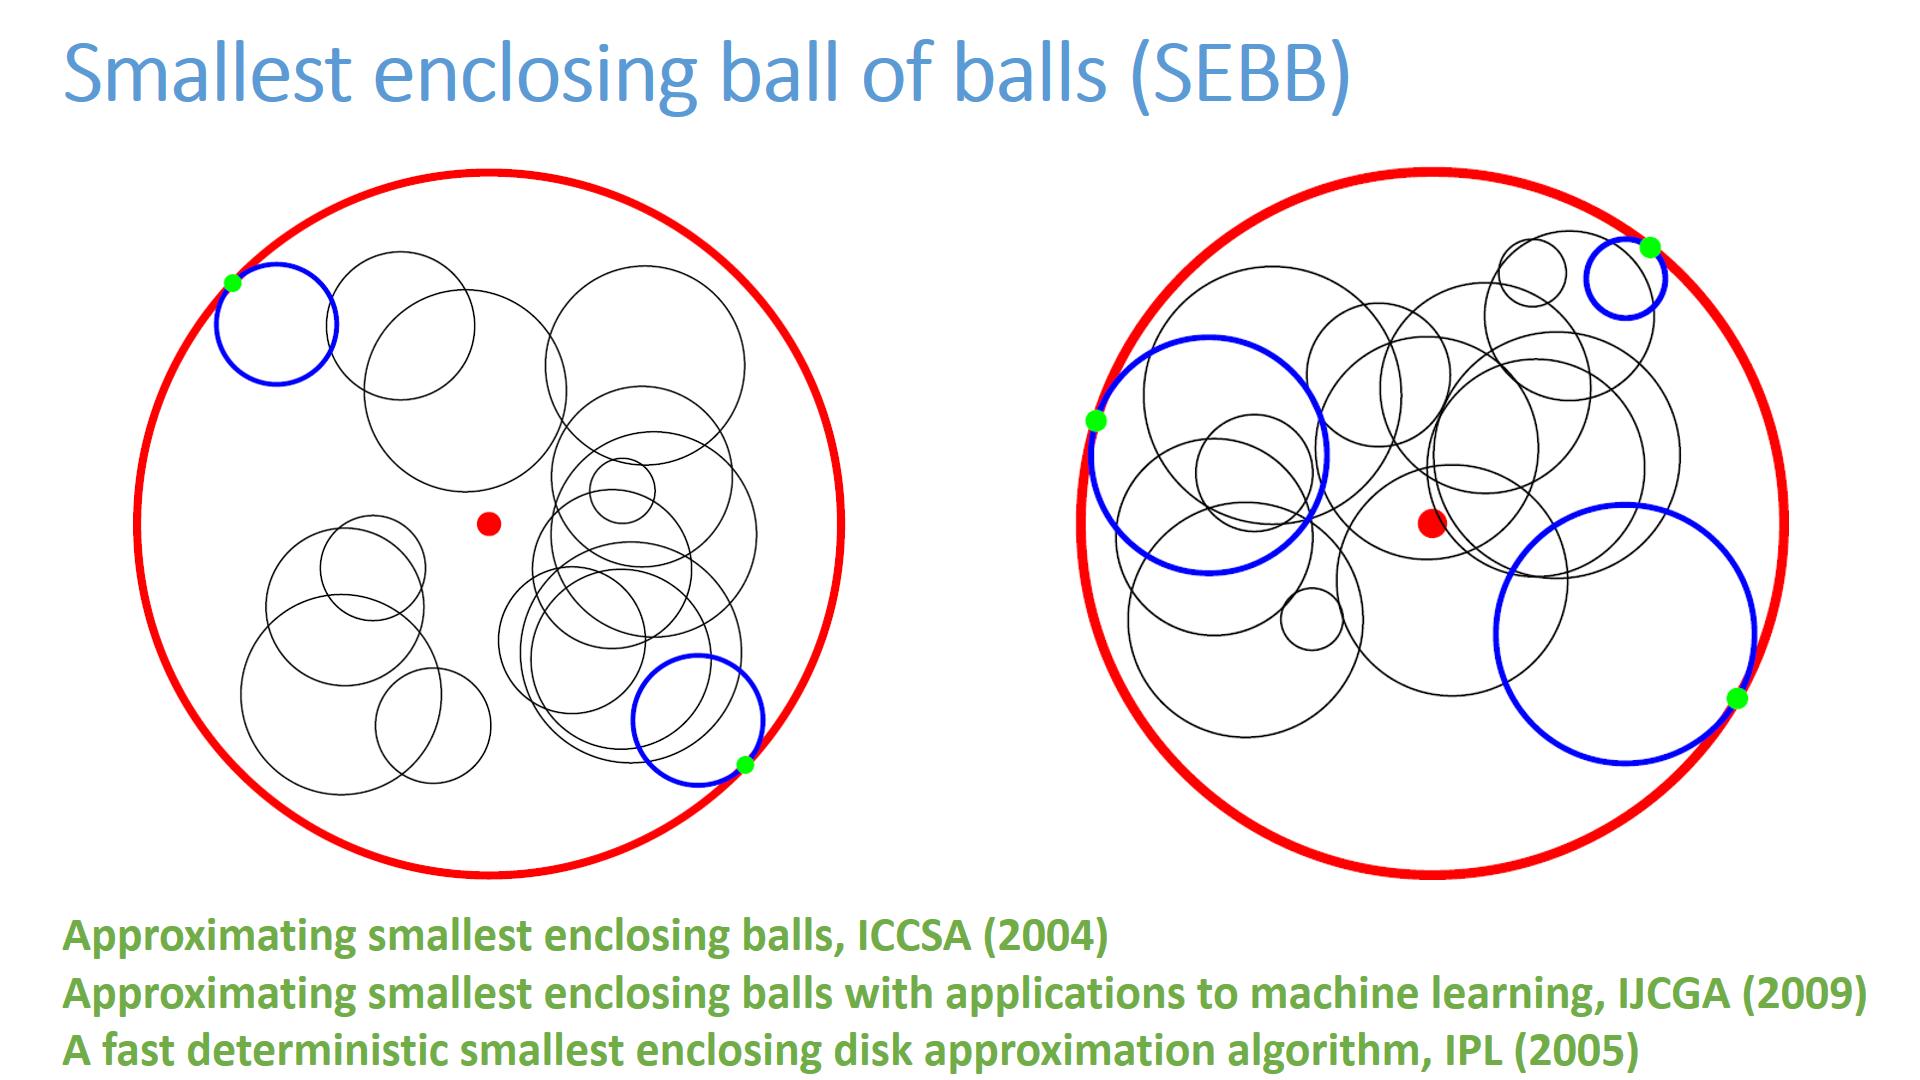 Smallest enclosing ball of balls (SEBB)
Approximating smallest enclosing balls, ICCSA (2004)
Approximating smallest enclosing balls with applications to machine learning, IJCGA (2009)
A fast deterministic smallest enclosing disk approximation algorithm, IPL (2005)